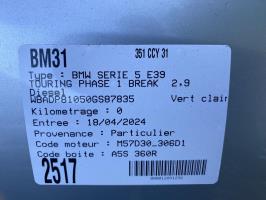 BM31 351 CCY 31
Type : BMW SERIE 5 E39
TOURING PHASE 1 BREAK 2.9
Diesel
WBADP81050GS87835 Vert clair
Kilometrage : 0
Entree : 18/04/2024
Provenance : Particulier
Code moteur : M57D30_306D1
Code boite : A5S 360R
2517